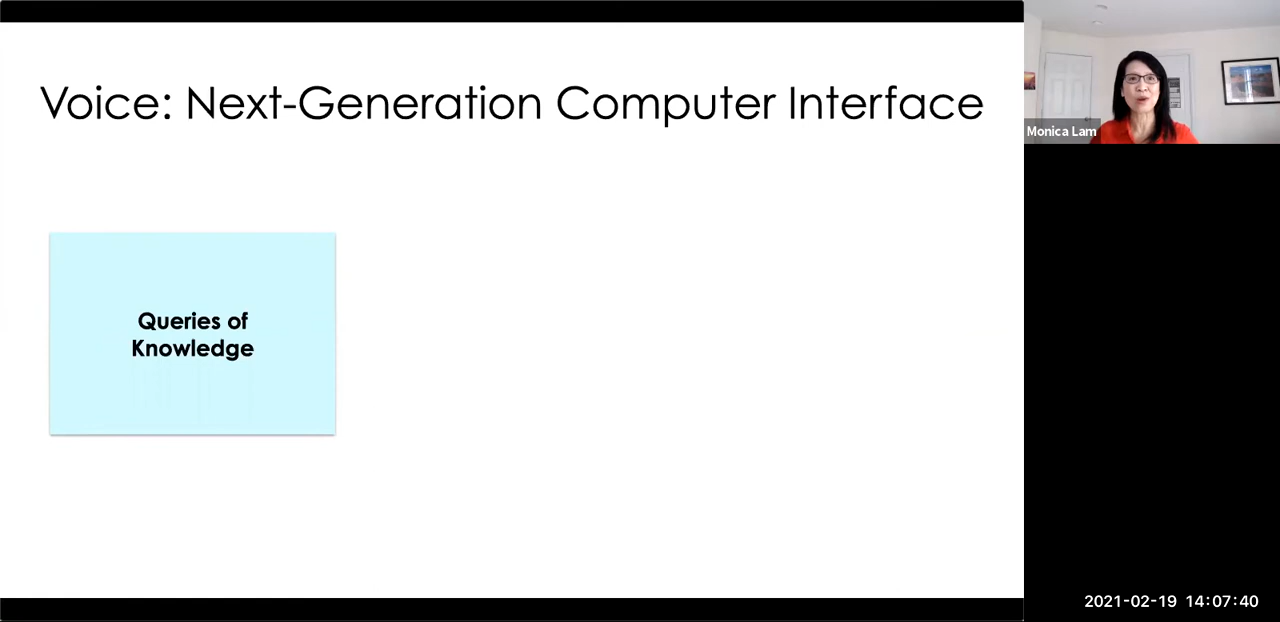 Voice: Next-Generation Computer Interface
Monica Lam
Queries of
Knowledge
2021-02-19 14:07:40